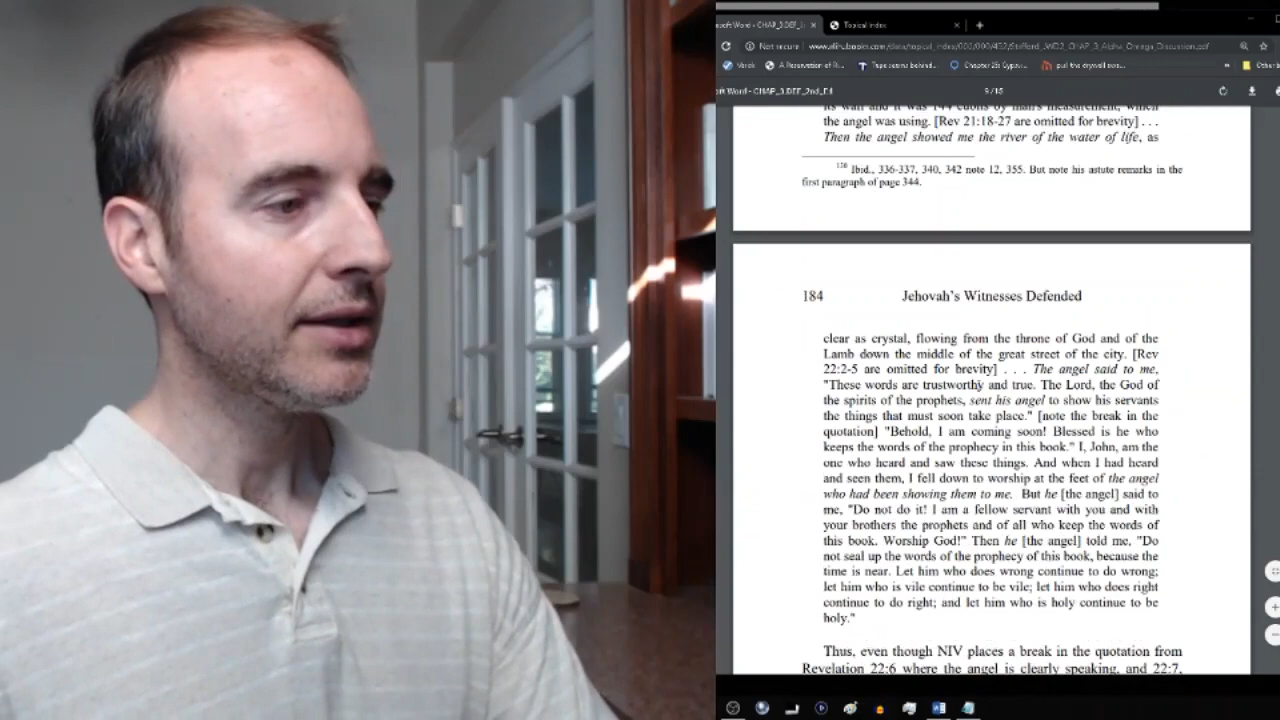 Topical Index
Not secure
9 / 15
the angel was using. [Rev 21:18-27 are omitted for brevity] . . .
Then the angel showed me the river of the water of life, as
Ibid., 336-337, 340, 342 note 12, 355. But note his astute remarks in the
first paragraph of page 344.
184 Jehovah's Witnesses Defended
clear as crystal, flowing from the throne of God and of the
Lamb down the middle of the great street of the city. [Rev
22:2-5 are omitted for brevity] . . . The angel said to me,
"These words are trustworthy and true. The Lord, the God of
the spirits of the prophets, sent his angel to show his servants
the things that must soon take place." [note the break in the
quotation] "Behold, I am coming soon! Blessed is he who
keeps the words of the prophecy in this book." I, John, am the
one who heard and saw these things. And when I had heard
and seen them, I fell down to worship at the feet of the angel
who had been showing them to me. But he [the angel] said to
me, "Do not do it! I am a fellow servant with you and with
your brothers the prophets and of all who keep the words of
this book. Worship God!" Then he [the angel] told me, "Do
not seal up the words of the prophecy of this book, because the
time is near. Let him who does wrong continue to do wrong;
let him who is vile continue to be vile; let him who does right
continue to do right; and let him who is holy continue to be
holy."
Thus, even though NIV places a break in the quotation from
Revelation 22:6 where the angel is clearly speaking, and 22:7,